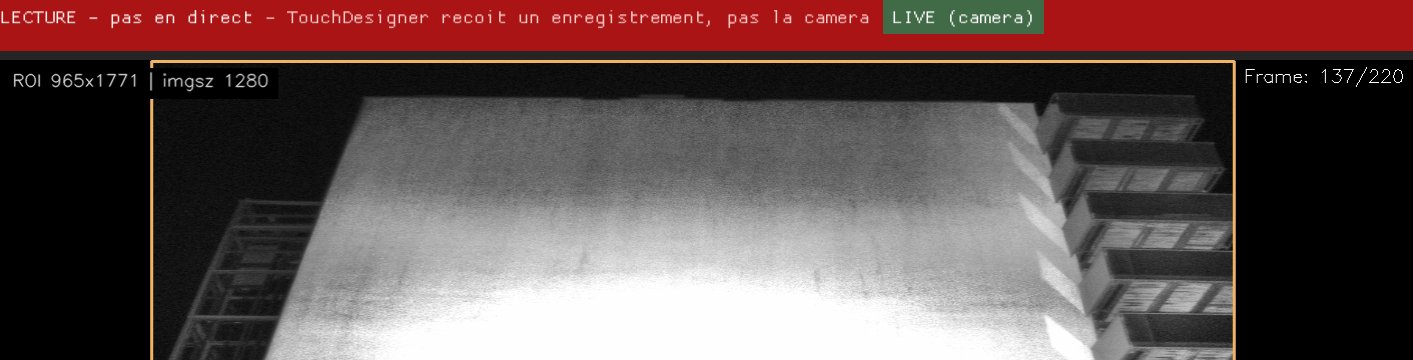 LECTURE - pas en direct - TouchDesigner recoit un enregistrement, pas la camera LIVE (camera)
ROI 965x1771 | imgsz 1280
Frame: 137/220